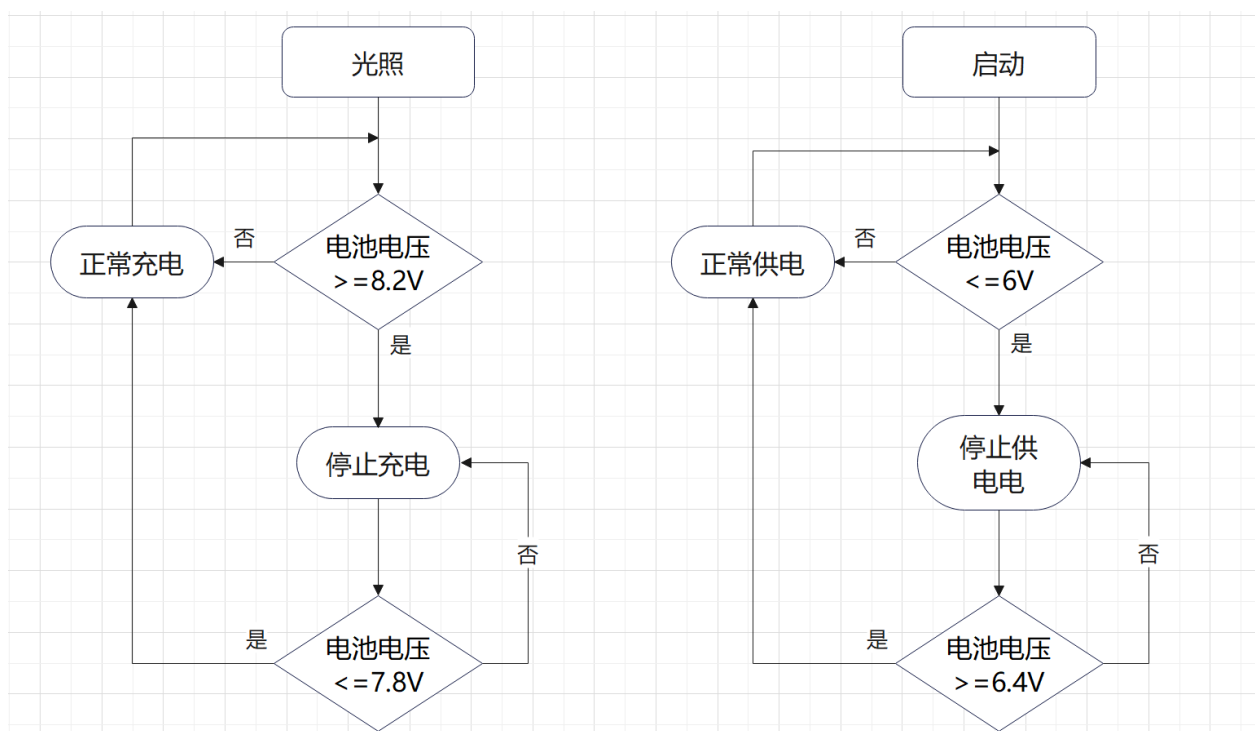 光照
否
正常充电
电池电压
>=8.2V
是
停止充电
否
是
电池电压
<=7.8V
启动
否
正常供电
电池电压
<=6V
是
停止供
电电
否
是
电池电压
>=6.4V